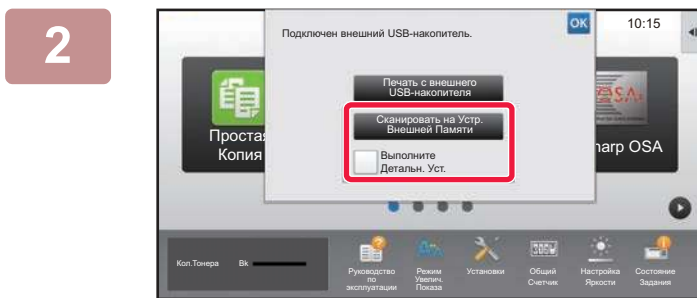 2
OK
10:15
Подключен внешний USB-накопитель.
Печать с внешнего
USB-накопителя
Сканировать на Устр.
Внешней Памяти
Выполните
Детальн. Уст.
Простая
Копия
harp OSA
Кол.Тонера
Bk
Руководство
по
эксплуатации
Режим
Увелич.
Показа
Установки
Общий
Счетчик
Настройка
Яркости
Состояние
Задания